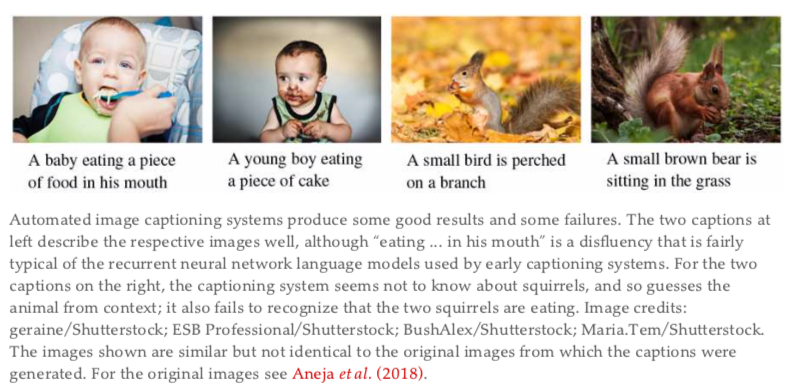 A baby eating a piece
of food in his mouth
A young boy eating
a piece of cake
A small bird is perched
on a branch
A small brown bear is
sitting in the grass
Automated image captioning systems produce some good results and some failures. The two captions at
left describe the respective images well, although “eating ... in his mouth” is a disfluency that is fairly
typical of the recurrent neural network language models used by early captioning systems. For the two
captions on the right, the captioning system seems not to know about squirrels, and so guesses the
animal from context; it also fails to recognize that the two squirrels are eating. Image credits:
geraine/Shutterstock; ESB Professional/Shutterstock; BushAlex/Shutterstock; Maria.Tem/Shutterstock.
The images shown are similar but not identical to the original images from which the captions were
generated. For the original images see Aneja et al. (2018).